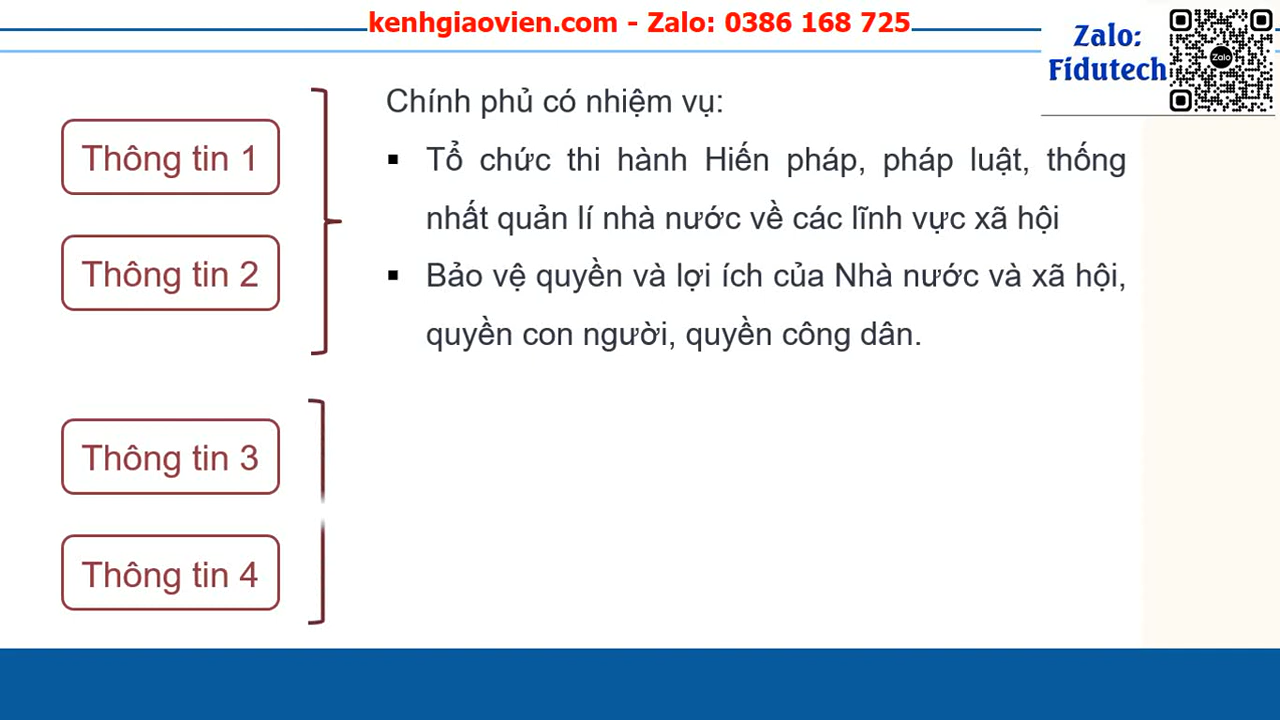 kenhgiaovien.com - Zalo: 0386 168 725
Zalo:
Fidutech
Zalo
Thông tin 1
Thông tin 2
Chính phủ có nhiệm vụ:
▪ Tổ chức thi hành Hiến pháp, pháp luật, thống
nhất quản lí nhà nước về các lĩnh vực xã hội
▪ Bảo vệ quyền và lợi ích của Nhà nước và xã hội,
quyền con người, quyền công dân.
Thông tin 3
Thông tin 4